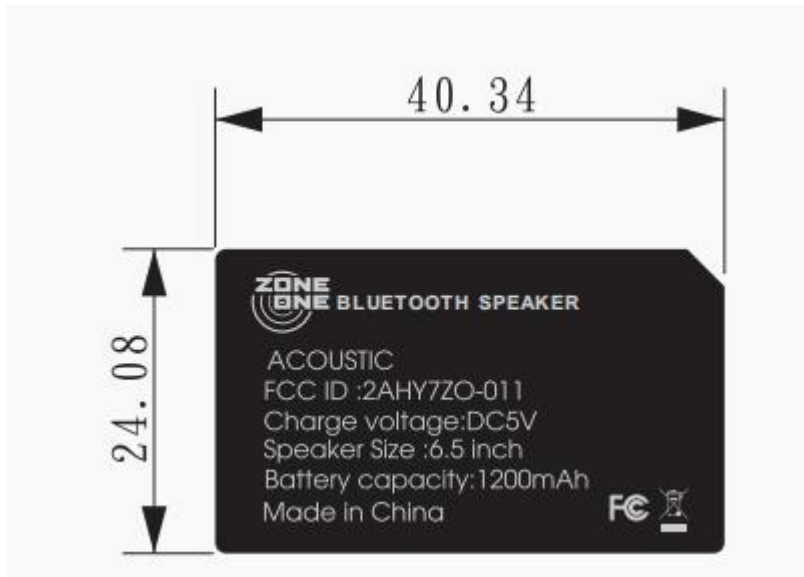 40.34
24.08
ZONE
ONE BLUETOOTH SPEAKER
ACOUSTIC
FCC ID :2AHY7ZO-011
Charge voltage:DC5V
Speaker Size :6.5 inch
Battery capacity:1200mAh
Made in China
FC